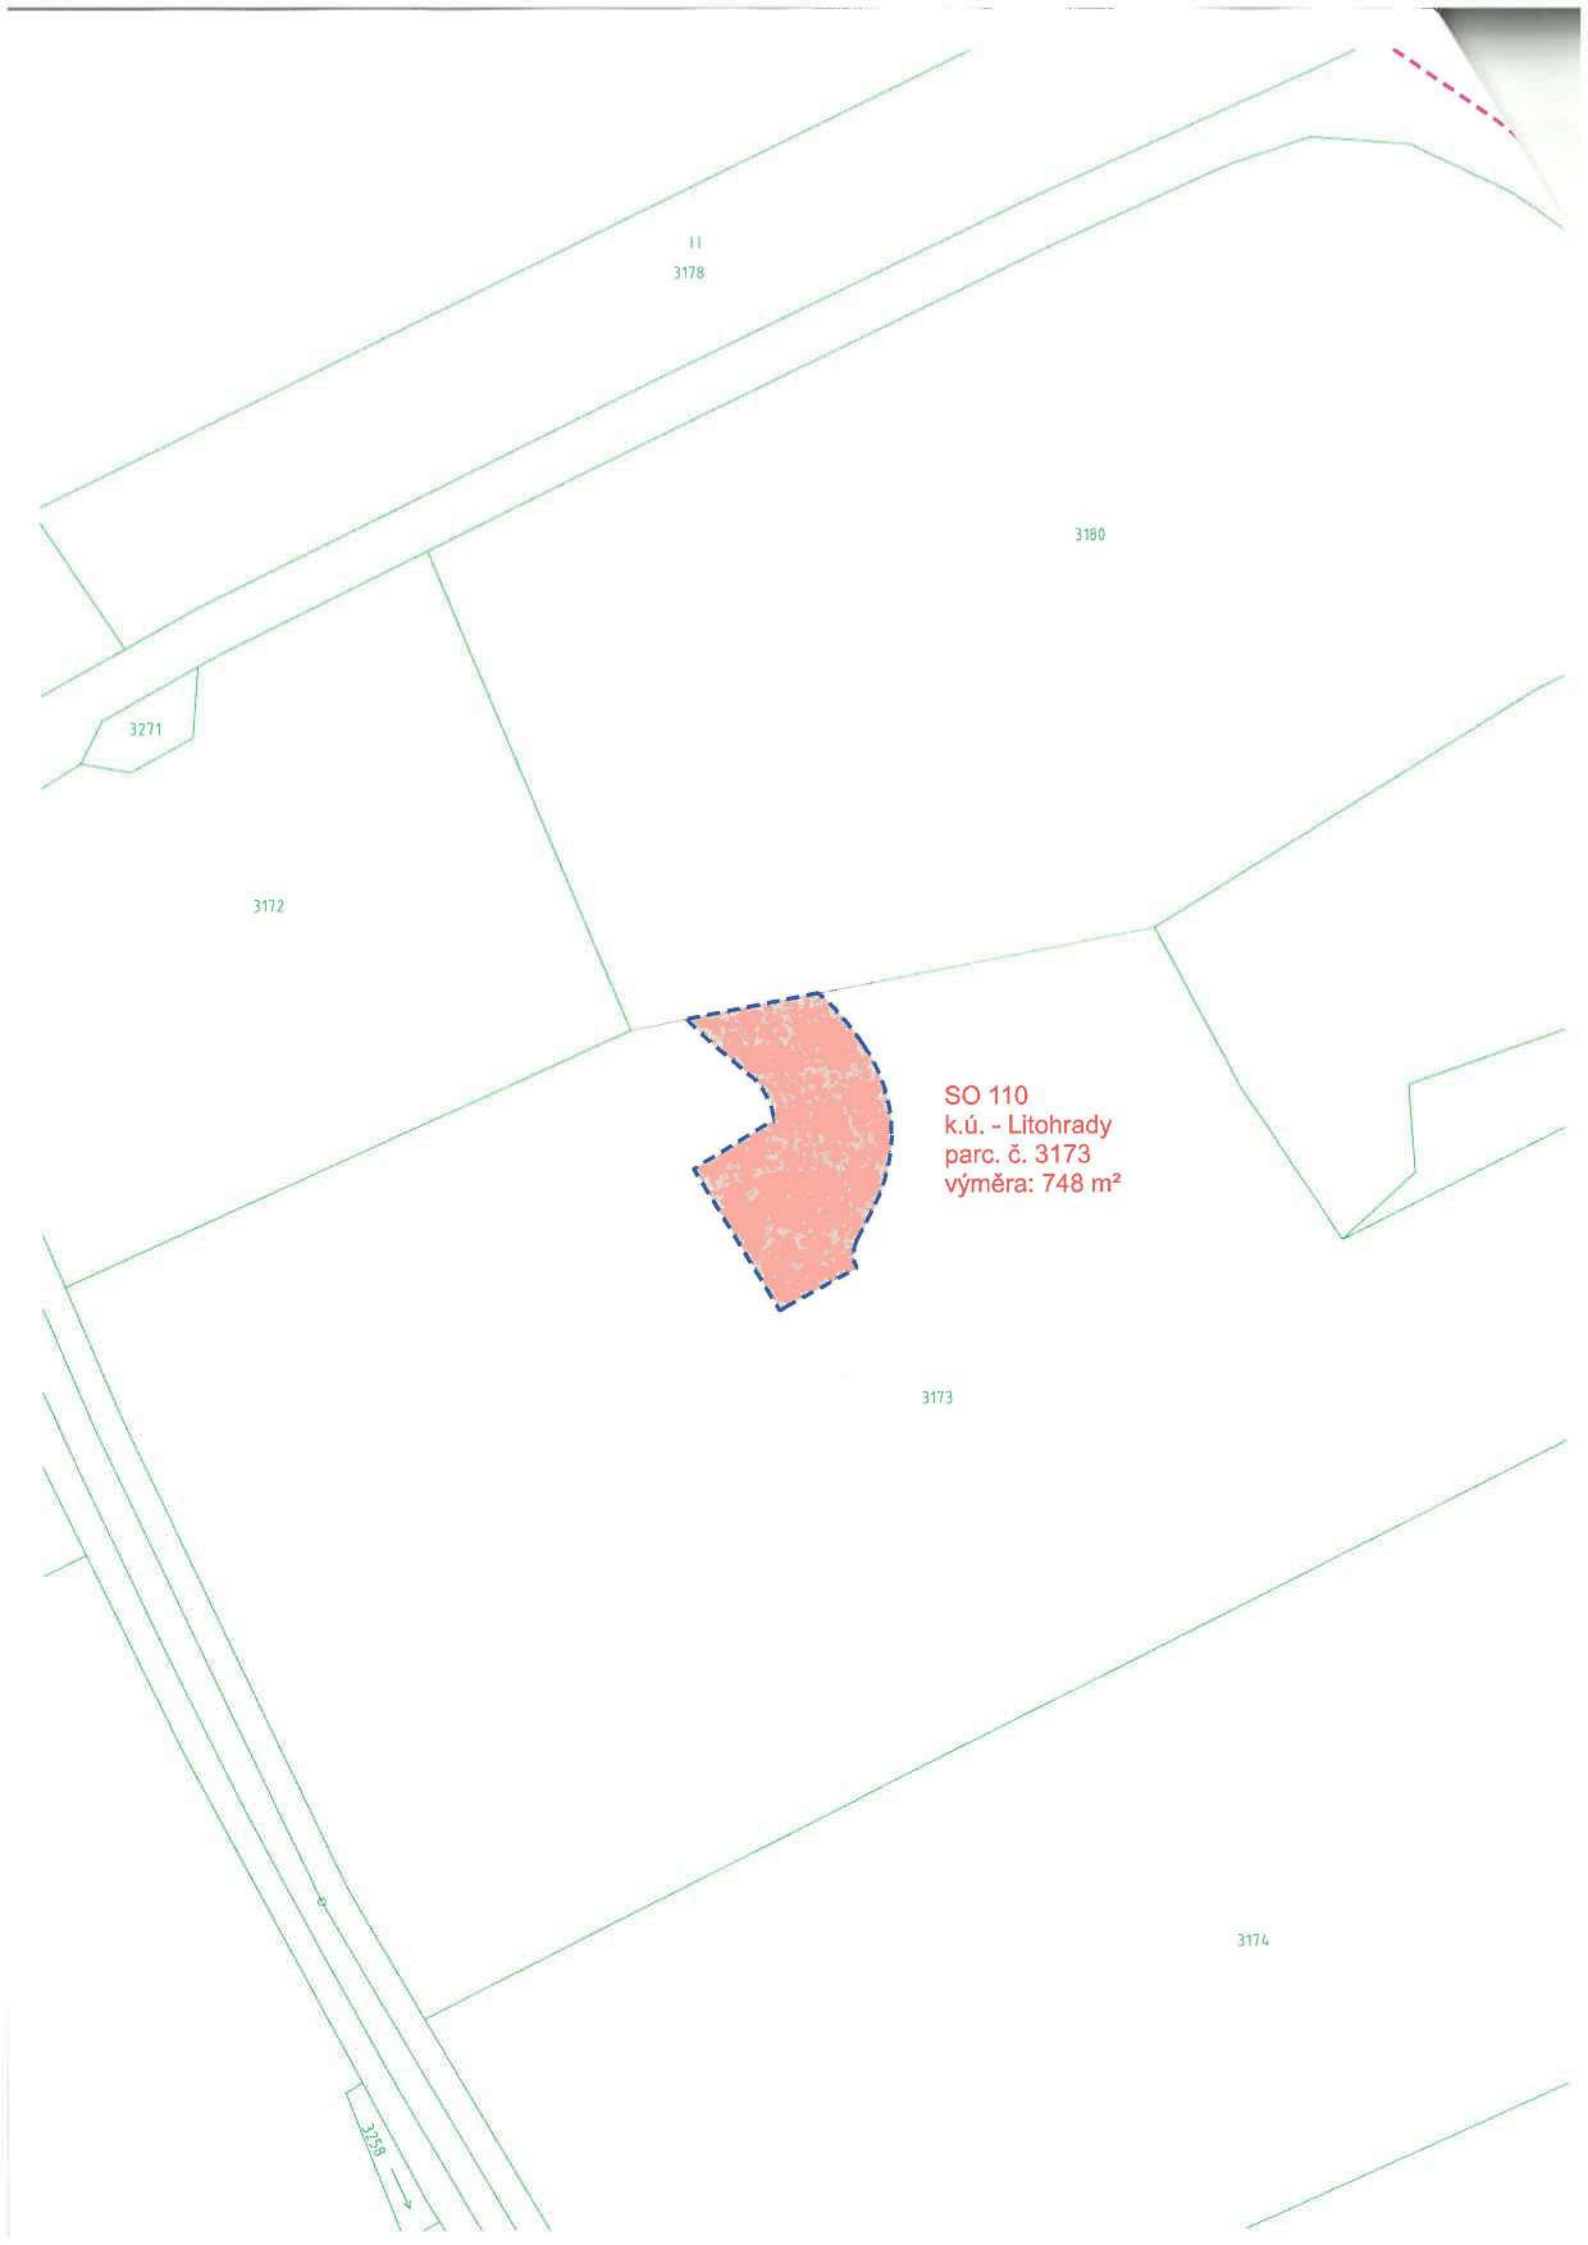 II
3178
3180
3271
3172
SO 110
k.ú. - Litohrady
parc. č. 3173
výměra: 748 m²
3173
3174
3258